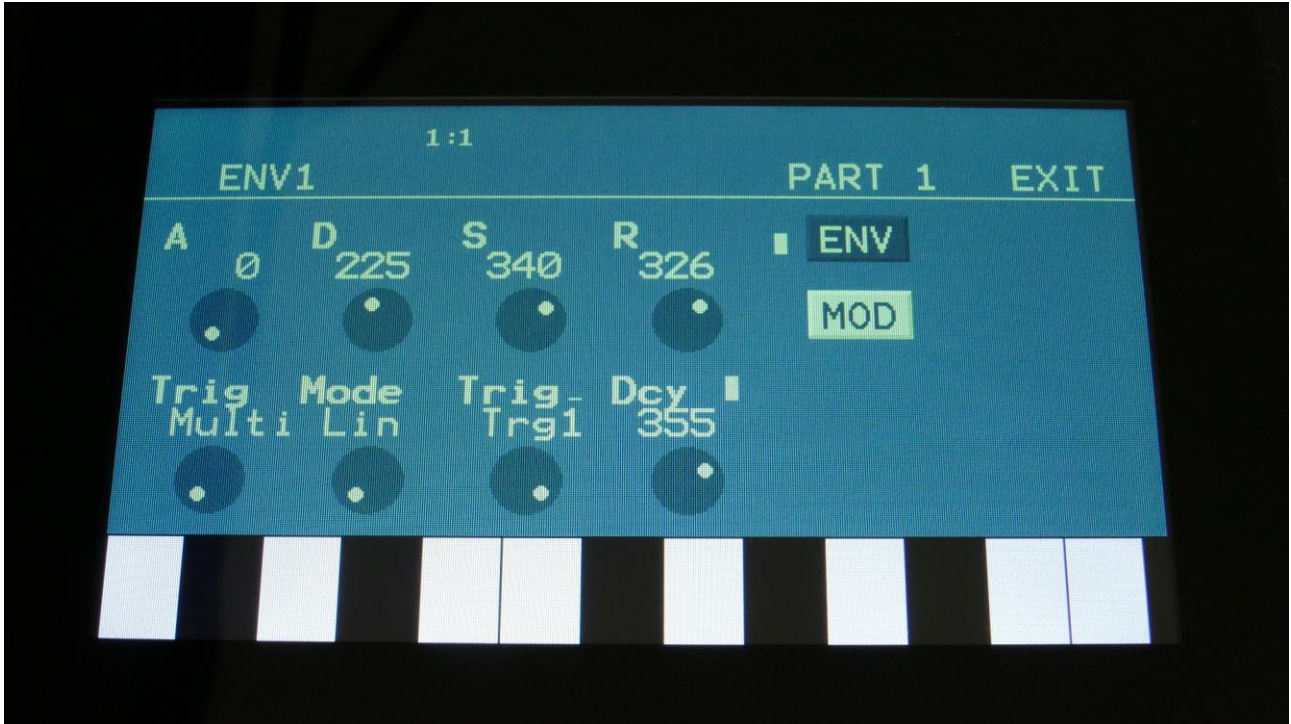 1:1
ENV1 PART 1 EXIT
A D S R ENV
0 225 340 326
MOD
Trig Mode Trig Dcy
Multi Lin Trg1 355